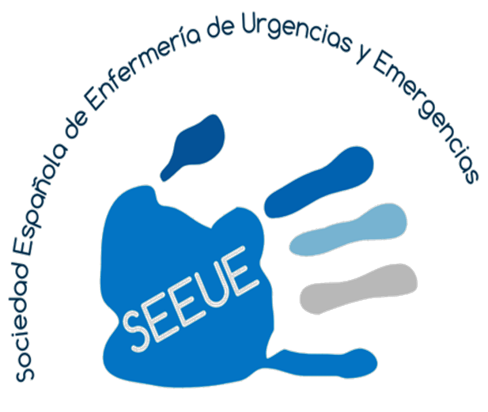 Sociedad Española de Enfermería de Urgencias y Emergencias
SEEUE